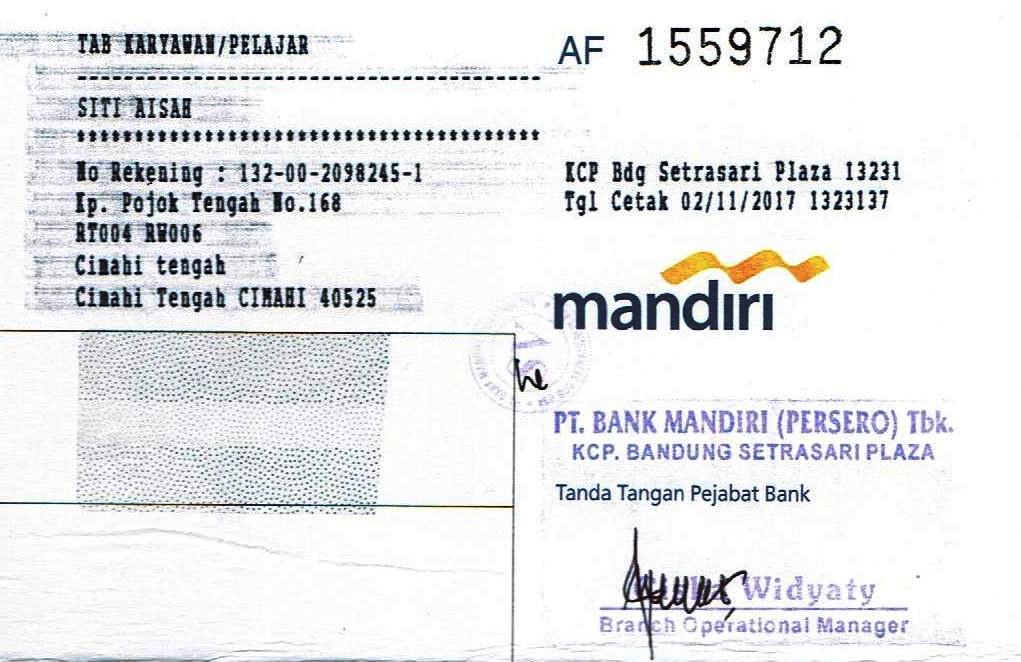 TAB KARYAWAN/PELAJAR
SITI AISAH
No Rekening : 132-00-2098245-1
Kp. Pojok Tengah No.168
RT004 RW006
Cimahi tengah
Cimahi Tengah CIMAHI 40525
AF 1559712
KCP Bdg Setrasari Plaza 13231
Tgl Cetak 02/11/2017 1323137
mandiri
PT. BANK MANDIRI (PERSERO) Tbk.
KCP. BANDUNG SETRASARI PLAZA
Tanda Tangan Pejabat Bank
Widyaty
Branch Operational Manager